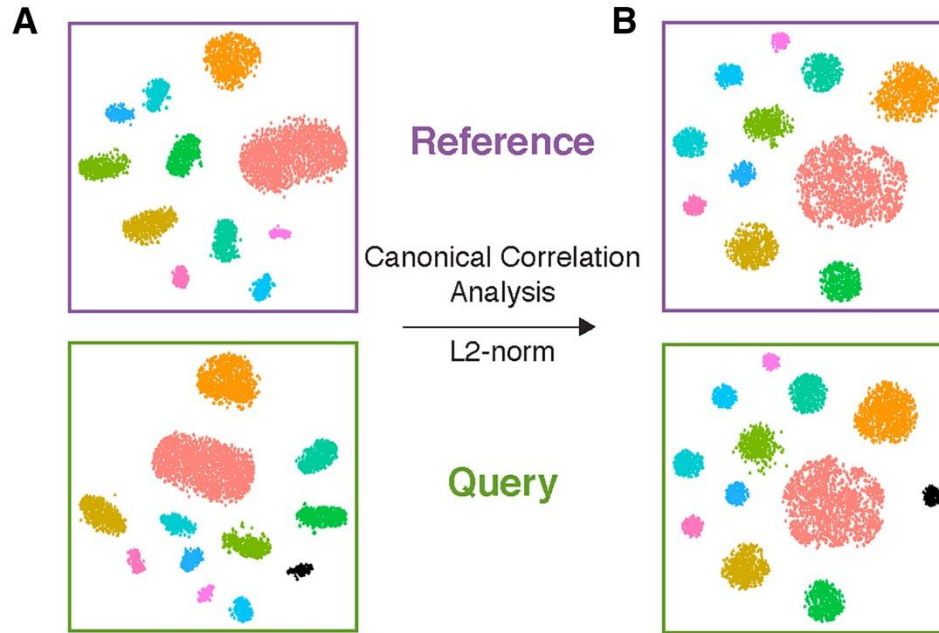 A
B
Reference
Canonical Correlation
Analysis
L2-norm
Query